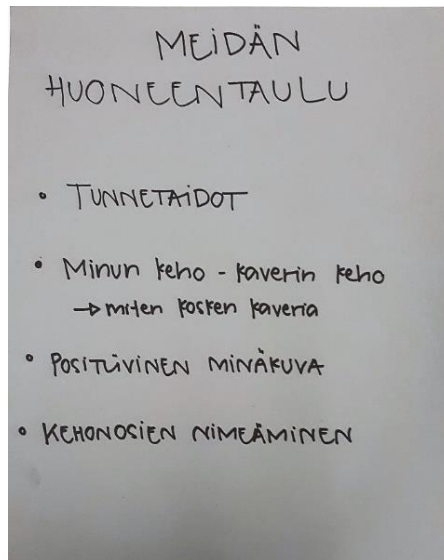 MEIDÄN
HUONEENTAULU
• TUNNETAIDOT
• Minun keho - kaverin keho
→ miten kosken kaveria
• POSITIIVINEN MINÄKUVA
• KEHONOSIEN NIMEÄMINEN